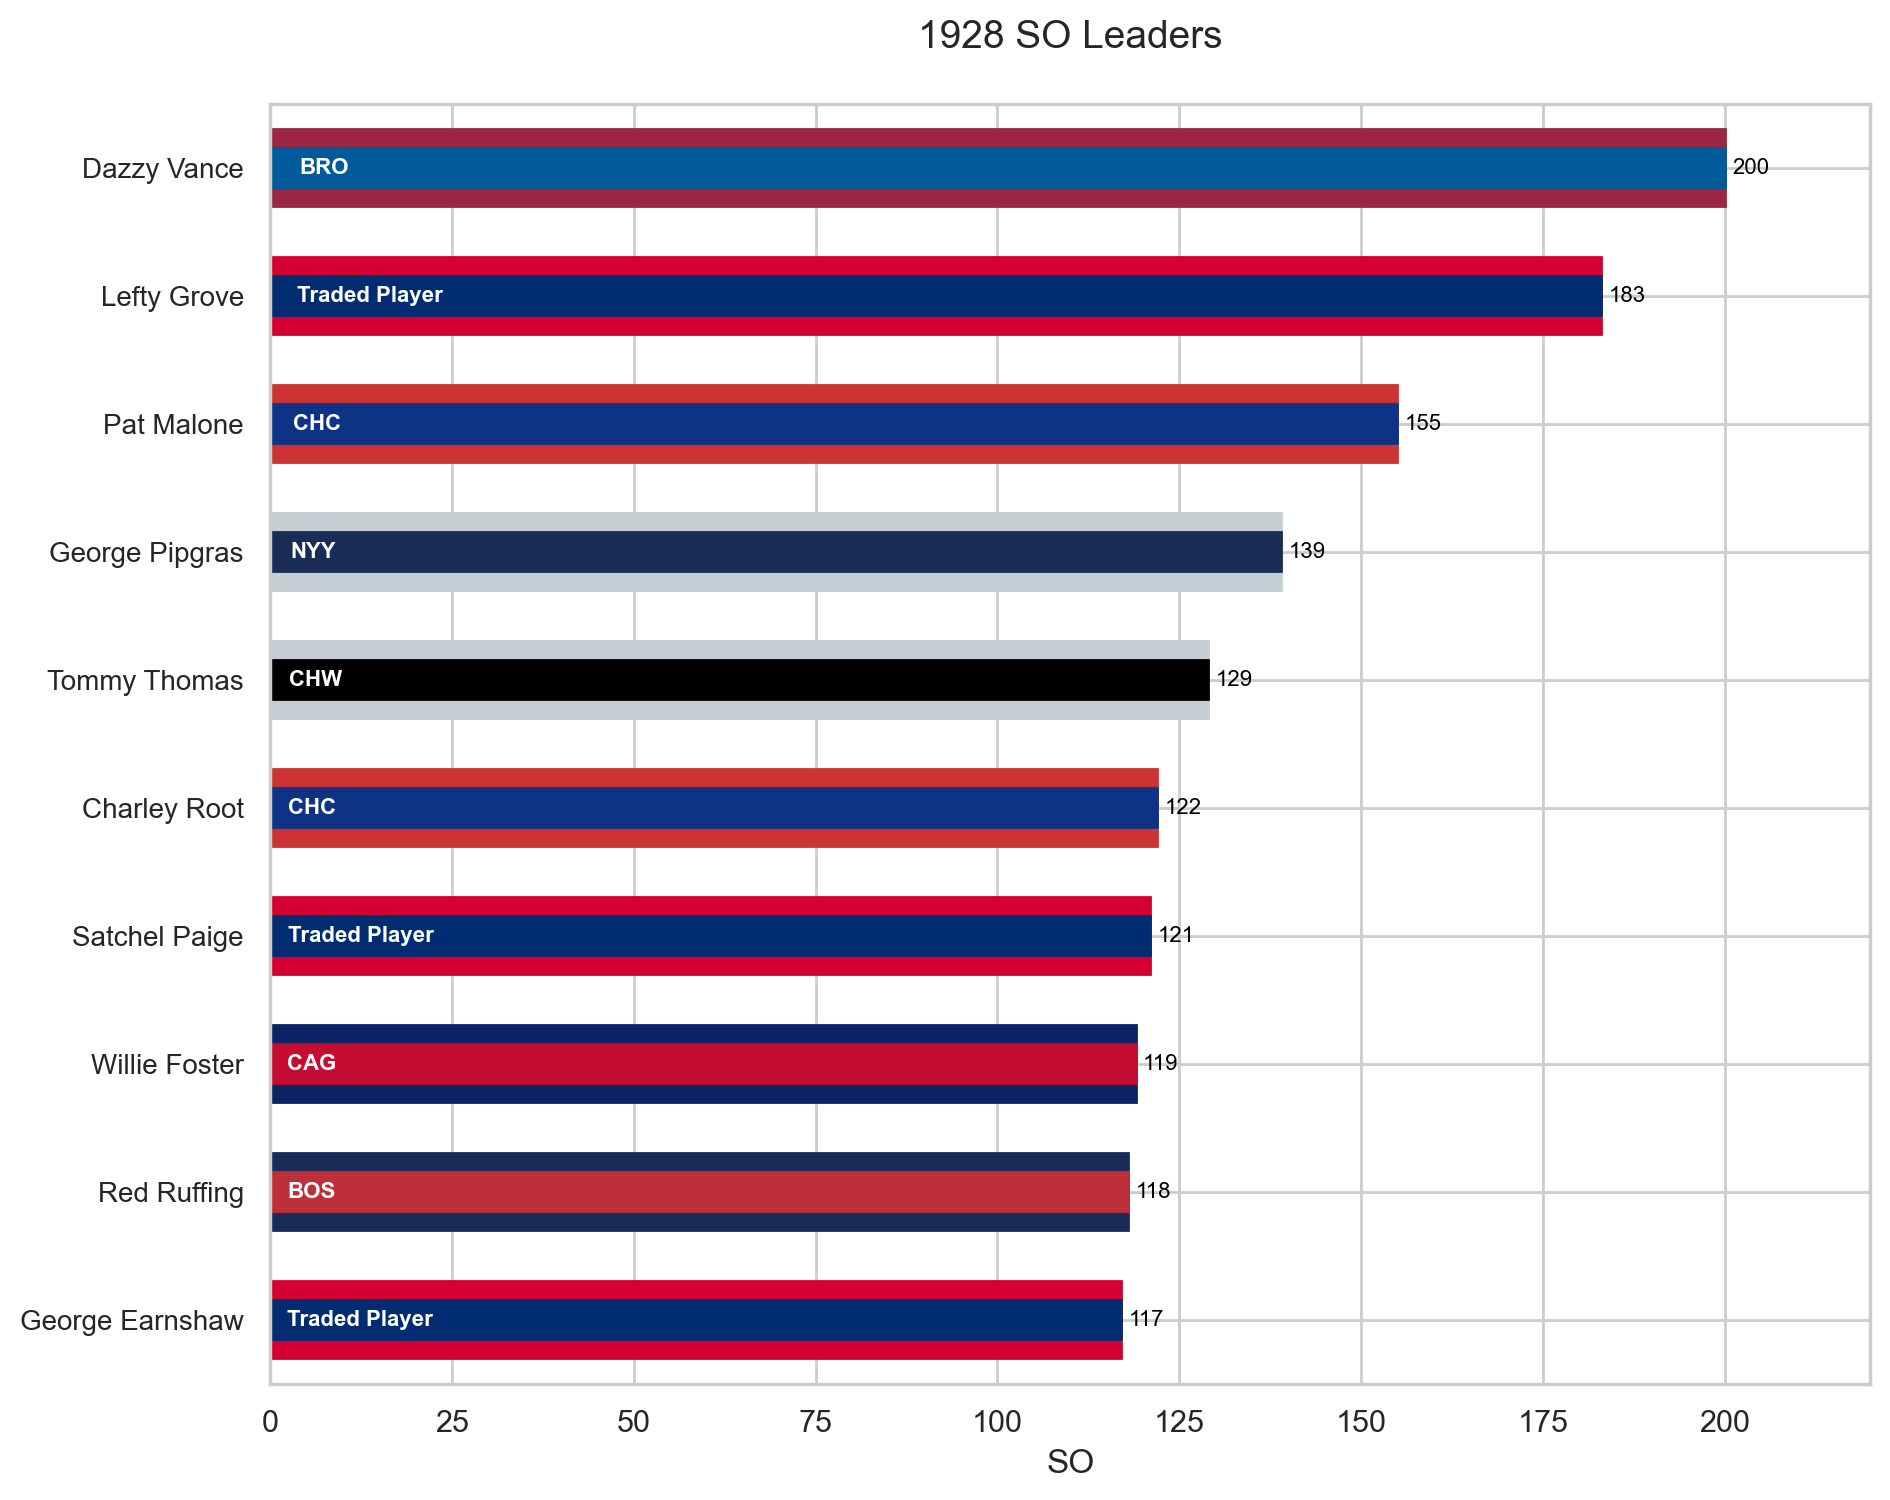 1928 SO Leaders
Dazzy Vance BRO 200
Lefty Grove Traded Player 183
Pat Malone CHC 155
George Pipgras NYY 139
Tommy Thomas CHW 129
Charley Root CHC 122
Satchel Paige Traded Player 121
Willie Foster CAG 119
Red Ruffing BOS 118
George Earnshaw Traded Player 117
0 25 50 75 100 125 150 175 200
SO